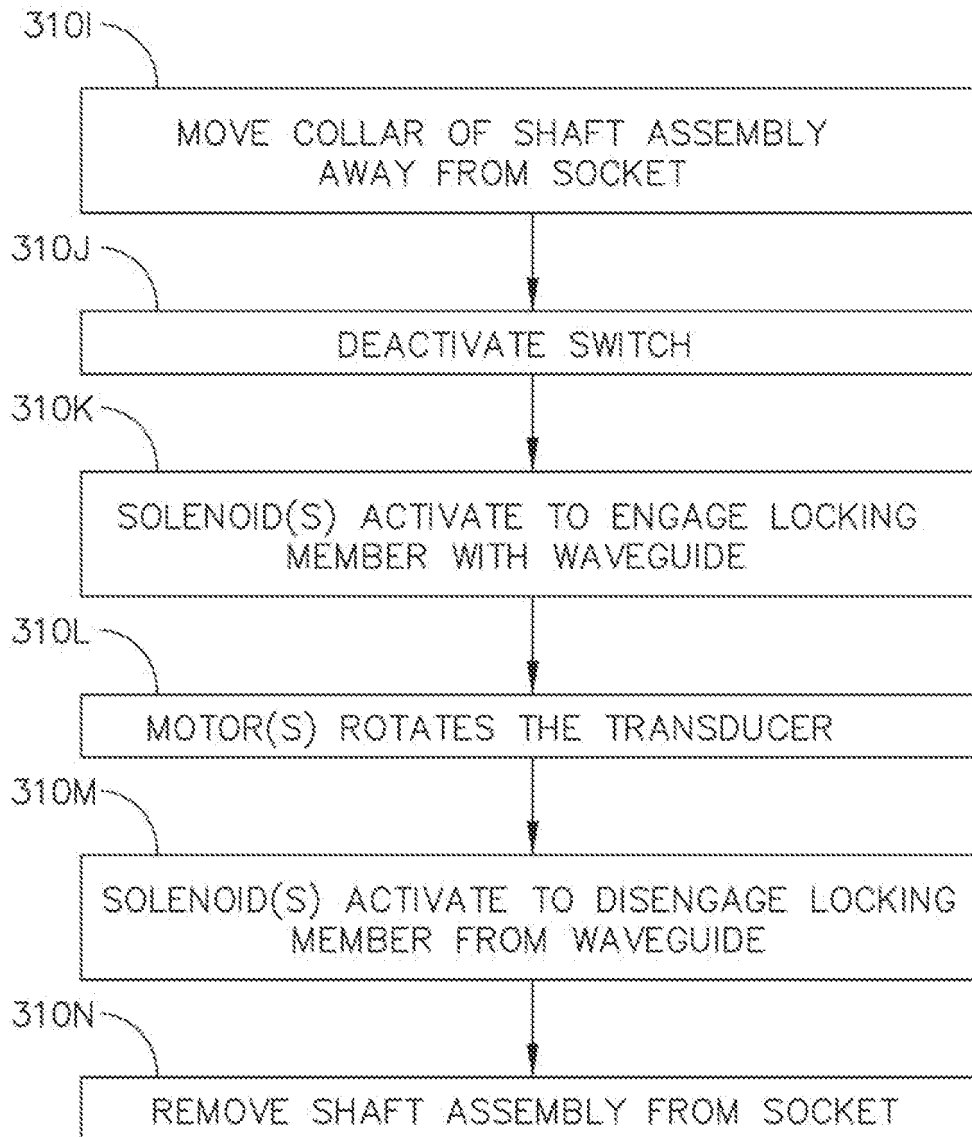 310I
MOVE COLLAR OF SHAFT ASSEMBLY
AWAY FROM SOCKET
310J
DEACTIVATE SWITCH
310K
SOLENOID(S) ACTIVATE TO ENGAGE LOCKING
MEMBER WITH WAVEGUIDE
310L
MOTOR(S) ROTATES THE TRANSDUCER
310M
SOLENOID(S) ACTIVATE TO DISENGAGE LOCKING
MEMBER FROM WAVEGUIDE
310N
REMOVE SHAFT ASSEMBLY FROM SOCKET